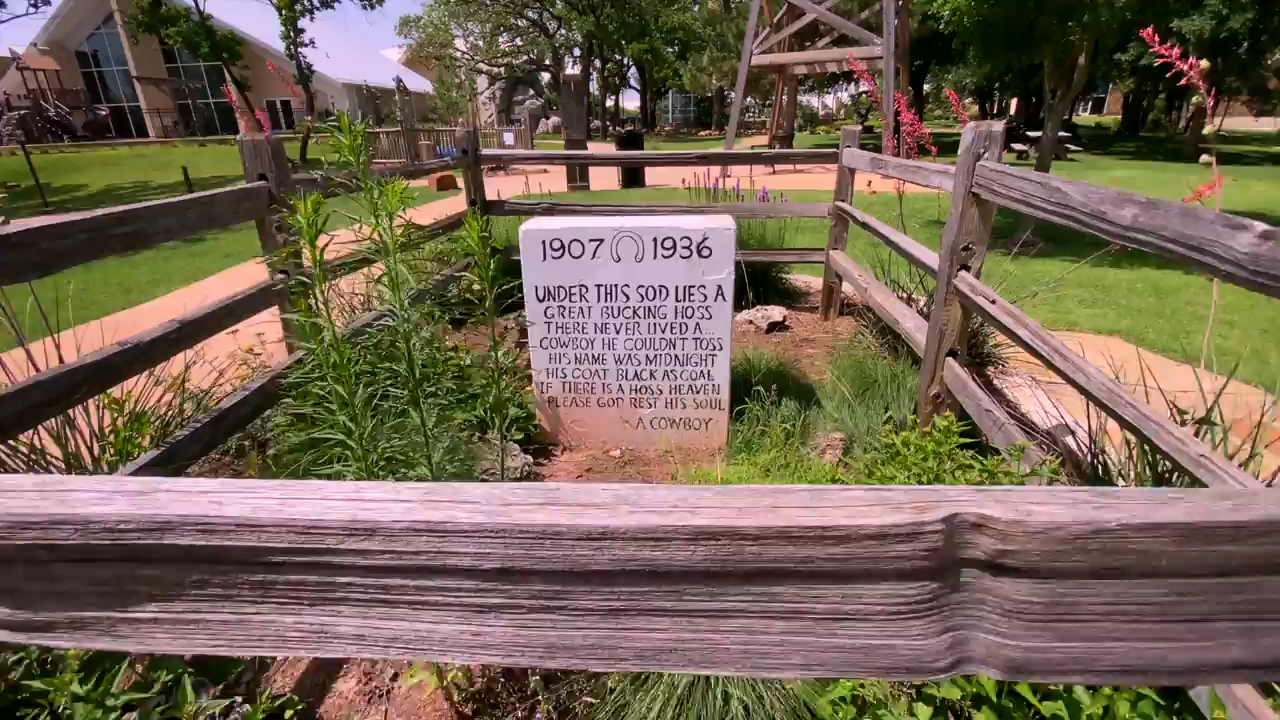 1907 1936
UNDER THIS SOD LIES A
GREAT BUCKING HOSS
THERE NEVER LIVED A...
COWBOY HE COULDN'T TOSS
HIS NAME WAS MIDNIGHT
HIS COAT BLACK AS COAL
IF THERE IS A HOSS HEAVEN
PLEASE GOD REST HIS SOUL
A COWBOY